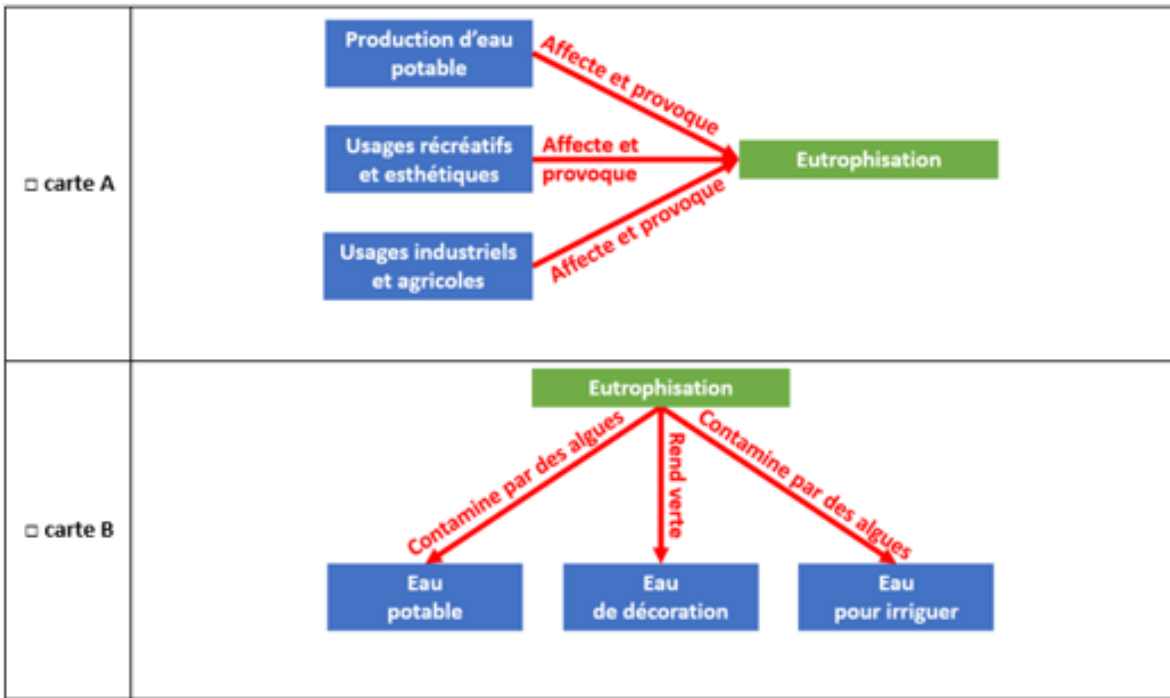 □ carte A
Production d'eau
potable
Affecte et provoque
Usages récréatifs
et esthétiques
Affecte et
provoque
Eutrophisation
Usages industriels
et agricoles
Affecte et provoque
□ carte B
Eutrophisation
Contamine par des algues
Rend verte
Contamine par des algues
Eau
potable
Eau
de décoration
Eau
pour irriguer